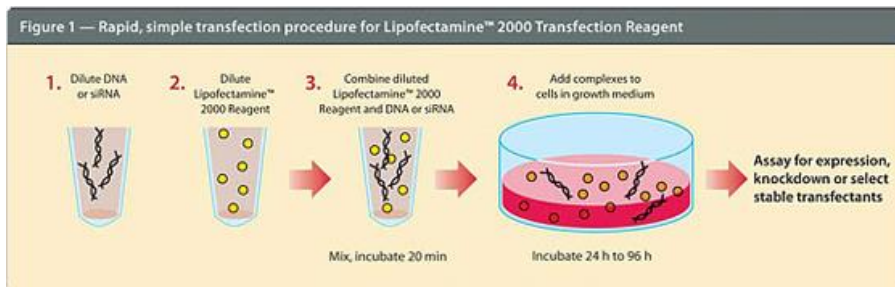 Figure 1 — Rapid, simple transfection procedure for Lipofectamine™ 2000 Transfection Reagent
1. Dilute DNA
or siRNA
2. Dilute
Lipofectamine™
2000 Reagent
3. Combine diluted
Lipofectamine™ 2000
Reagent and DNA or siRNA
4. Add complexes to
cells in growth medium
Assay for expression,
knockdown or select
stable transfectants
Mix, incubate 20 min
Incubate 24 h to 96 h